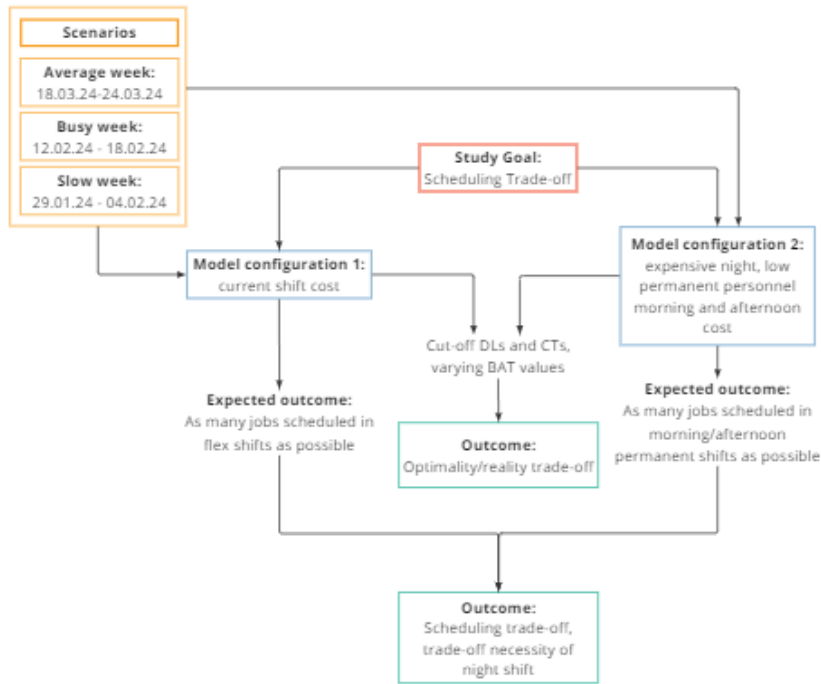 Scenarios
Average week:
18.03.24-24.03.24
Busy week:
12.02.24 - 18.02.24
Slow week:
29.01.24 - 04.02.24
Study Goal:
Scheduling Trade-off
Model configuration 1:
current shift cost
Model configuration 2:
expensive night, low
permanent personnel
morning and afternoon
cost
Cut-off DLs and CTs,
varying BAT values
Expected outcome:
As many jobs scheduled in
flex shifts as possible
Expected outcome:
As many jobs scheduled in
morning/afternoon
permanent shifts as possible
Outcome:
Optimality/reality trade-off
Outcome:
Scheduling trade-off,
trade-off necessity of
night shift